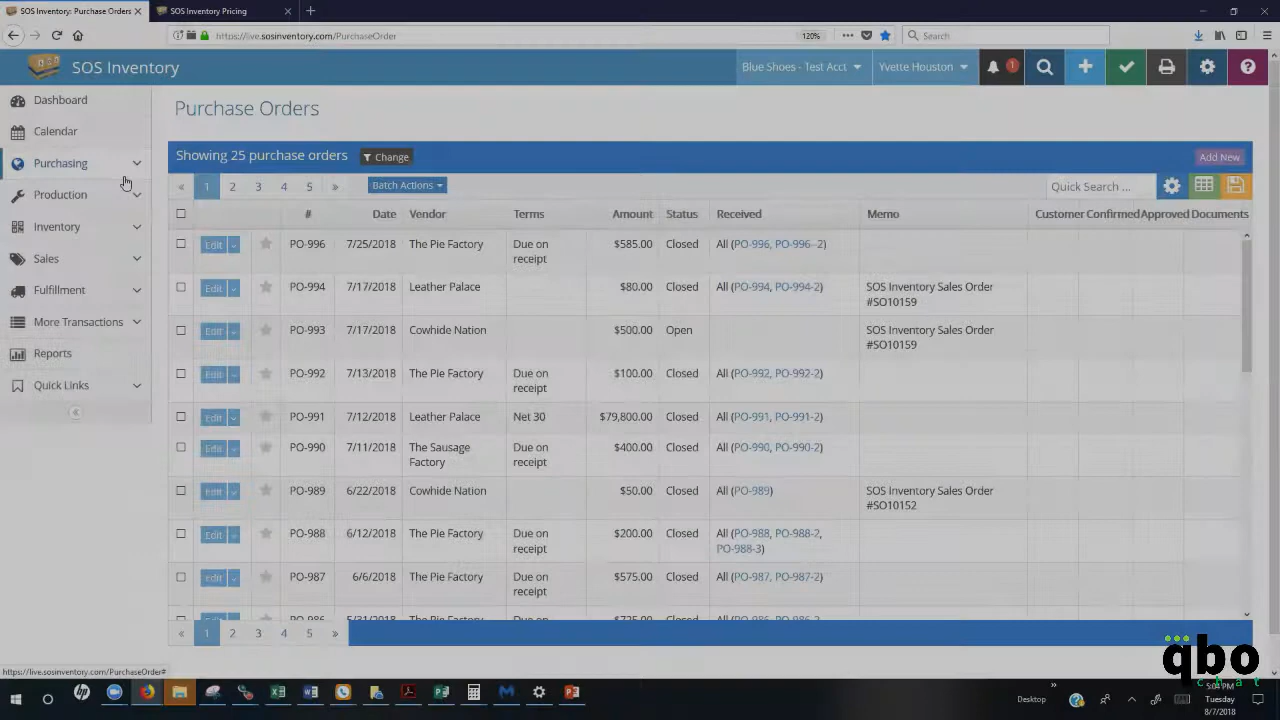 SOS Inventory: Purchase Orders
SOS Inventory Pricing
https://live.sosinventory.com/PurchaseOrder
120%
Search
SOS Inventory
Blue Shoes - Test Acct
Yvette Houston
1
Dashboard
Calendar
Purchasing
Production
Inventory
Sales
Fulfillment
More Transactions
Reports
Quick Links
Purchase Orders
Showing 25 purchase orders
Change
Add New
« 1 2 3 4 5 »
Batch Actions
Quick Search ...
# Date Vendor Terms Amount Status Received Memo Customer Confirmed Approved Documents
Edit PO-996 7/25/2018 The Pie Factory Due on receipt $585.00 Closed All (PO-996, PO-996--2)
Edit PO-994 7/17/2018 Leather Palace $80.00 Closed All (PO-994, PO-994-2) SOS Inventory Sales Order #SO10159
Edit PO-993 7/17/2018 Cowhide Nation $500.00 Open SOS Inventory Sales Order #SO10159
Edit PO-992 7/13/2018 The Pie Factory Due on receipt $100.00 Closed All (PO-992, PO-992-2)
Edit PO-991 7/12/2018 Leather Palace Net 30 $79,800.00 Closed All (PO-991, PO-991-2)
Edit PO-990 7/11/2018 The Sausage Factory Due on receipt $400.00 Closed All (PO-990, PO-990-2)
Edit PO-989 6/22/2018 Cowhide Nation $50.00 Closed All (PO-989) SOS Inventory Sales Order #SO10152
Edit PO-988 6/12/2018 The Pie Factory Due on receipt $200.00 Closed All (PO-988, PO-988-2, PO-988-3)
Edit PO-987 6/6/2018 The Pie Factory Due on receipt $575.00 Closed All (PO-987, PO-987-2)
« 1 2 3 4 5 »
https://live.sosinventory.com/PurchaseOrder#
qbo
chat
Desktop
5:04 PM
Tuesday
8/7/2018